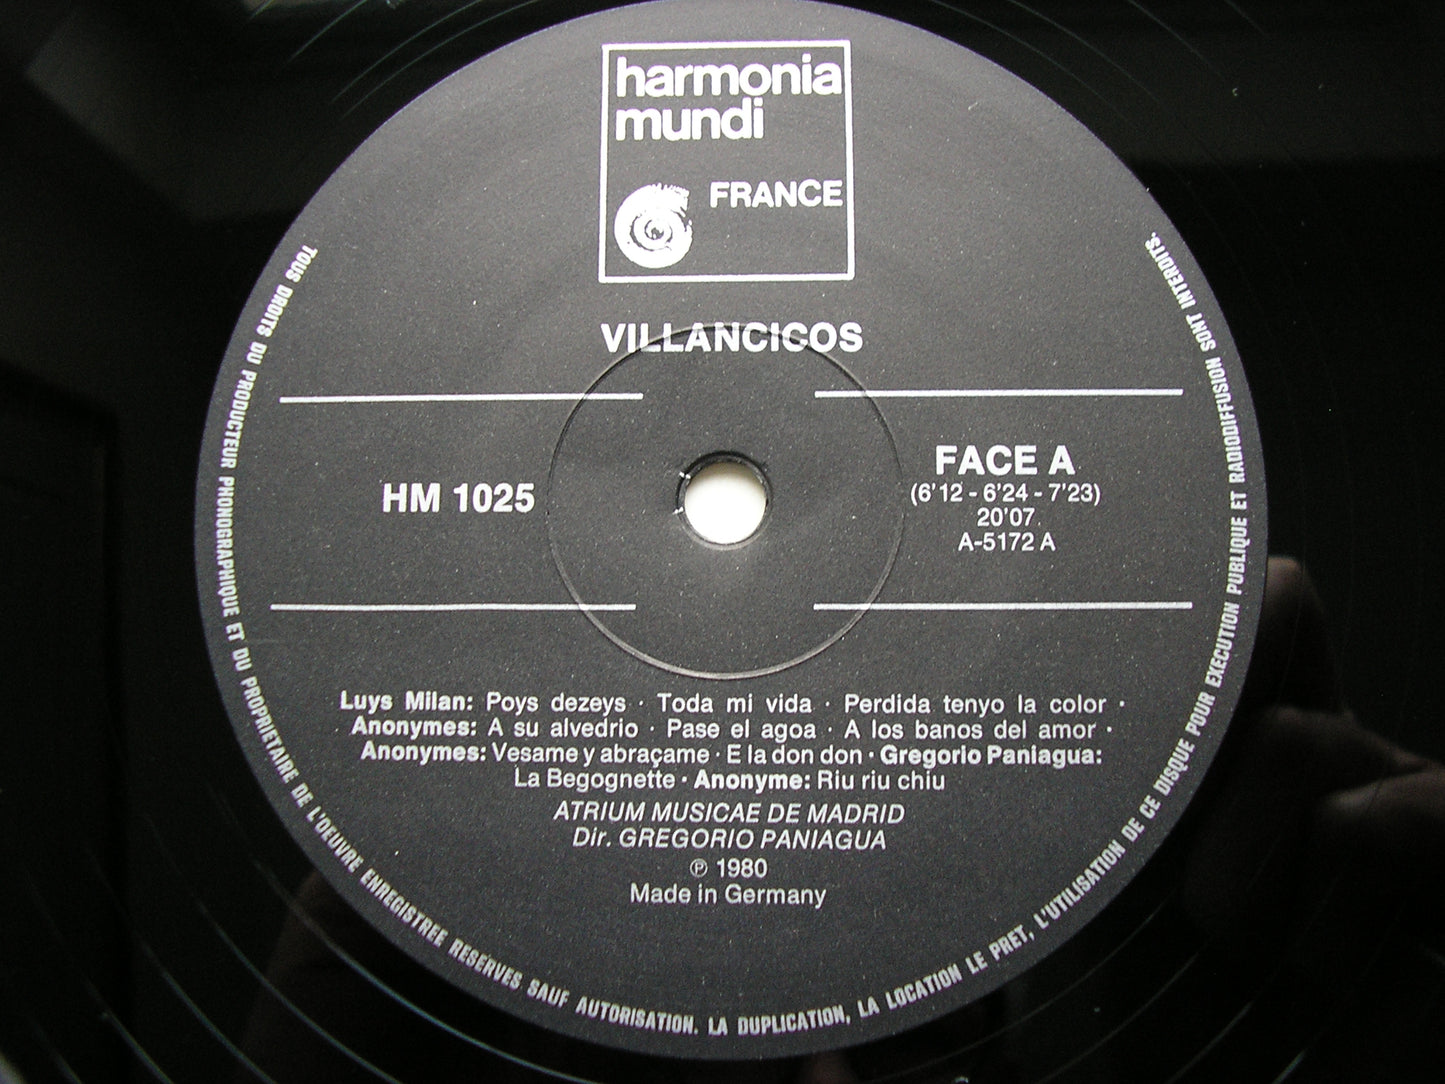 harmonia
mundi
FRANCE
VILLANCICOS
HM 1025
FACE A
(6'12 - 6'24 - 7'23)
20'07
A-5172 A
Luys Milan: Poys dezeys · Toda mi vida · Perdida tenyo la color ·
Anonymes: A su alvedrio · Pase el agoa · A los banos del amor ·
Anonymes: Vesame y abraçame · E la don don · Gregorio Paniagua:
La Begognette · Anonyme: Riu riu chiu
ATRIUM MUSICAE DE MADRID
Dir. GREGORIO PANIAGUA
℗ 1980
Made in Germany
TOUS DROITS DU PRODUCTEUR PHONOGRAPHIQUE ET DU PROPRIETAIRE DE L'OEUVRE ENREGISTREE RESERVES SAUF AUTORISATION. LA DUPLICATION, LA LOCATION LE PRET, L'UTILISATION DE CE DISQUE POUR EXECUTION PUBLIQUE ET RADIODIFFUSION SONT INTERDITS.